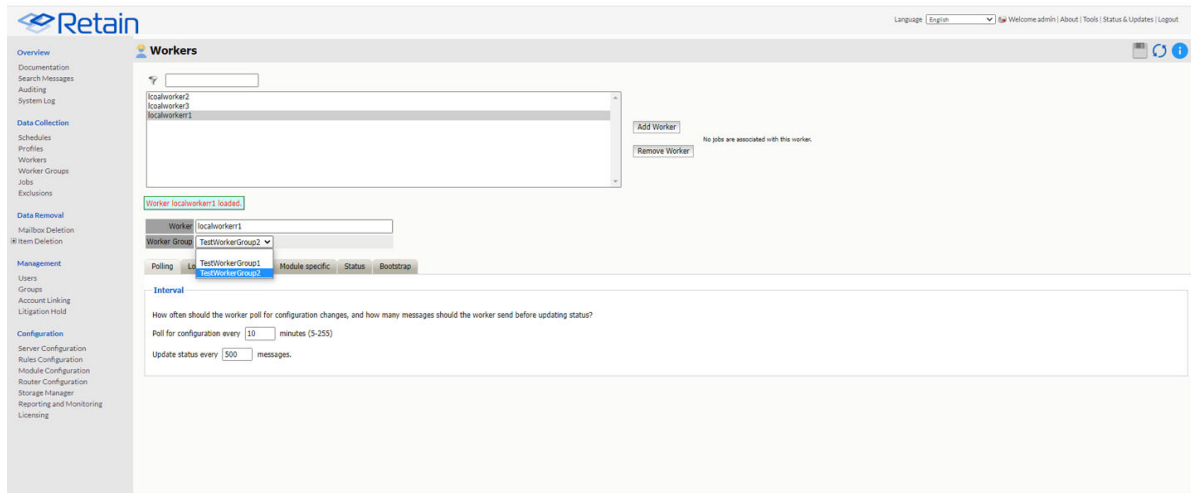 Retain
Language English Welcome admin | About | Tools | Status & Updates | Logout
Overview
Documentation
Search Messages
Auditing
System Log
Data Collection
Schedules
Profiles
Workers
Worker Groups
Jobs
Exclusions
Data Removal
Mailbox Deletion
Item Deletion
Management
Users
Groups
Account Linking
Litigation Hold
Configuration
Server Configuration
Rules Configuration
Module Configuration
Router Configuration
Storage Manager
Reporting and Monitoring
Licensing
Workers
lcoalworker2
lcoalworker3
localworkerr1
Add Worker
Remove Worker
No jobs are associated with this worker.
Worker localworkerr1 loaded.
Worker localworkerr1
Worker Group TestWorkerGroup2
TestWorkerGroup1
TestWorkerGroup2
Polling Lo Module specific Status Bootstrap
Interval
How often should the worker poll for configuration changes, and how many messages should the worker send before updating status?
Poll for configuration every 10 minutes (5-255)
Update status every 500 messages.